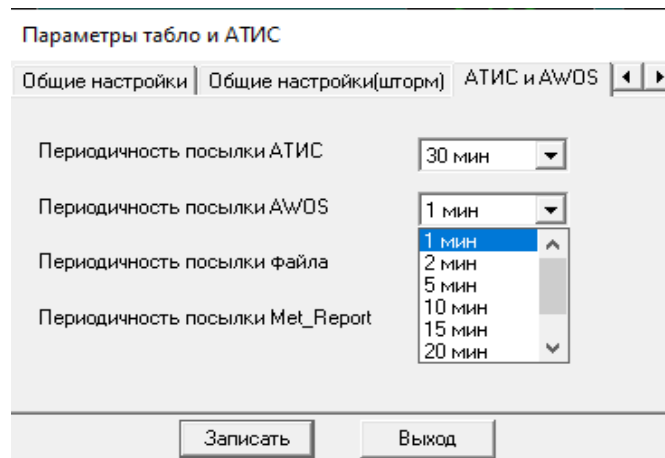 Параметры табло и АТИС
Общие настройки Общие настройки(шторм) АТИС и AWOS
Периодичность посылки АТИС 30 мин
Периодичность посылки AWOS 1 мин
1 мин
2 мин
Периодичность посылки файла
5 мин
10 мин
Периодичность посылки Met_Report
15 мин
20 мин
Записать Выход